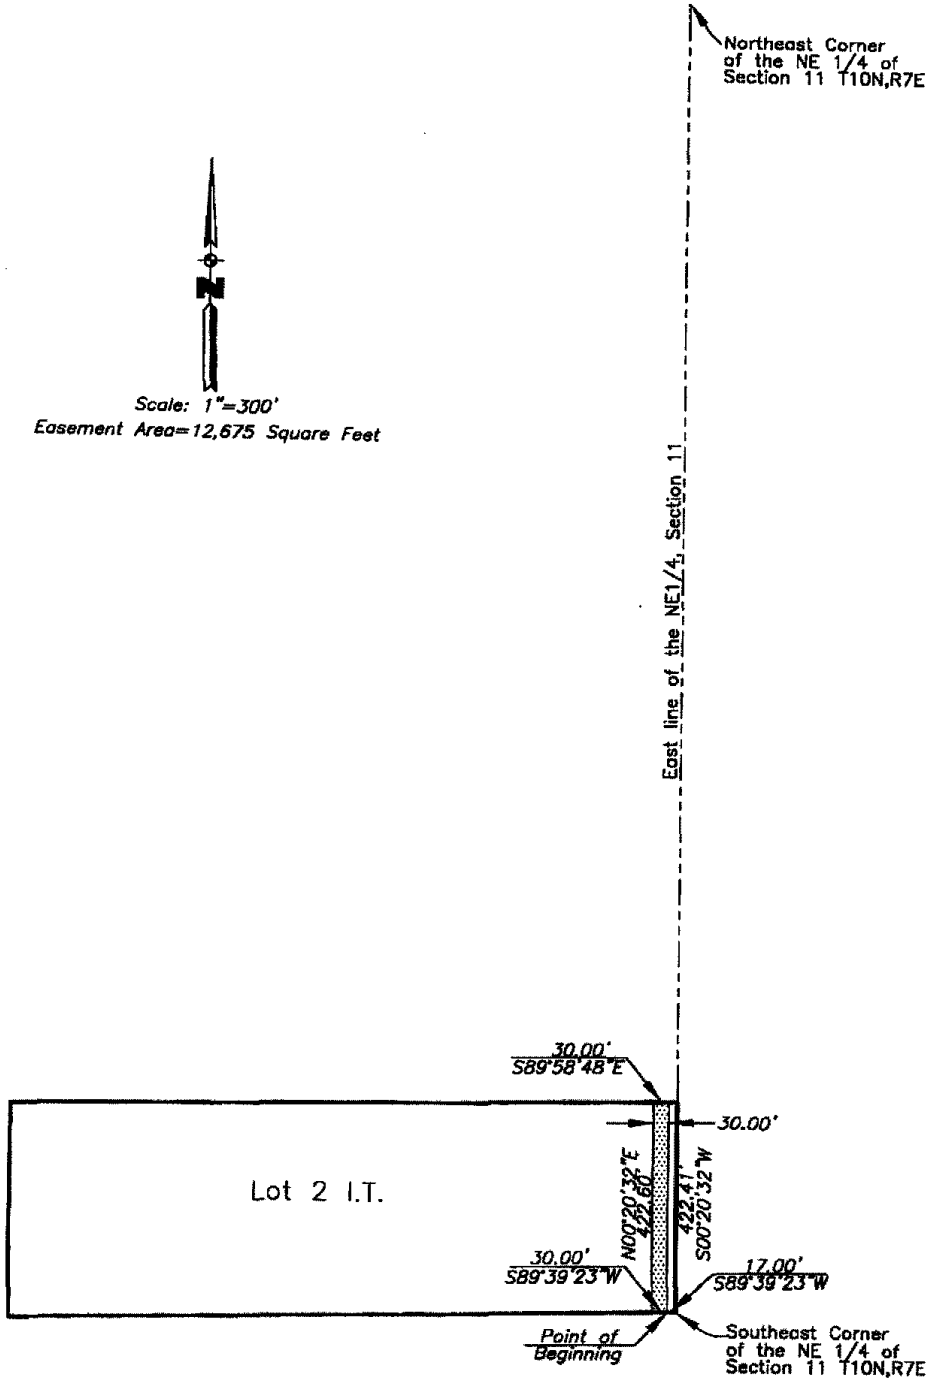 Northeast Corner
of the NE 1/4 of
Section 11 T10N,R7E
N
Scale: 1"=300'
Easement Area=12,675 Square Feet
East line of the NE1/4, Section 11
30.00'
S89°58'48"E
30.00'
Lot 2 I.T.
N00°20'32"E
422.60'
422.41'
S00°20'32"W
30.00'
S89°39'23"W
17.00'
S89°39'23"W
Point of
Beginning
Southeast Corner
of the NE 1/4 of
Section 11 T10N,R7E